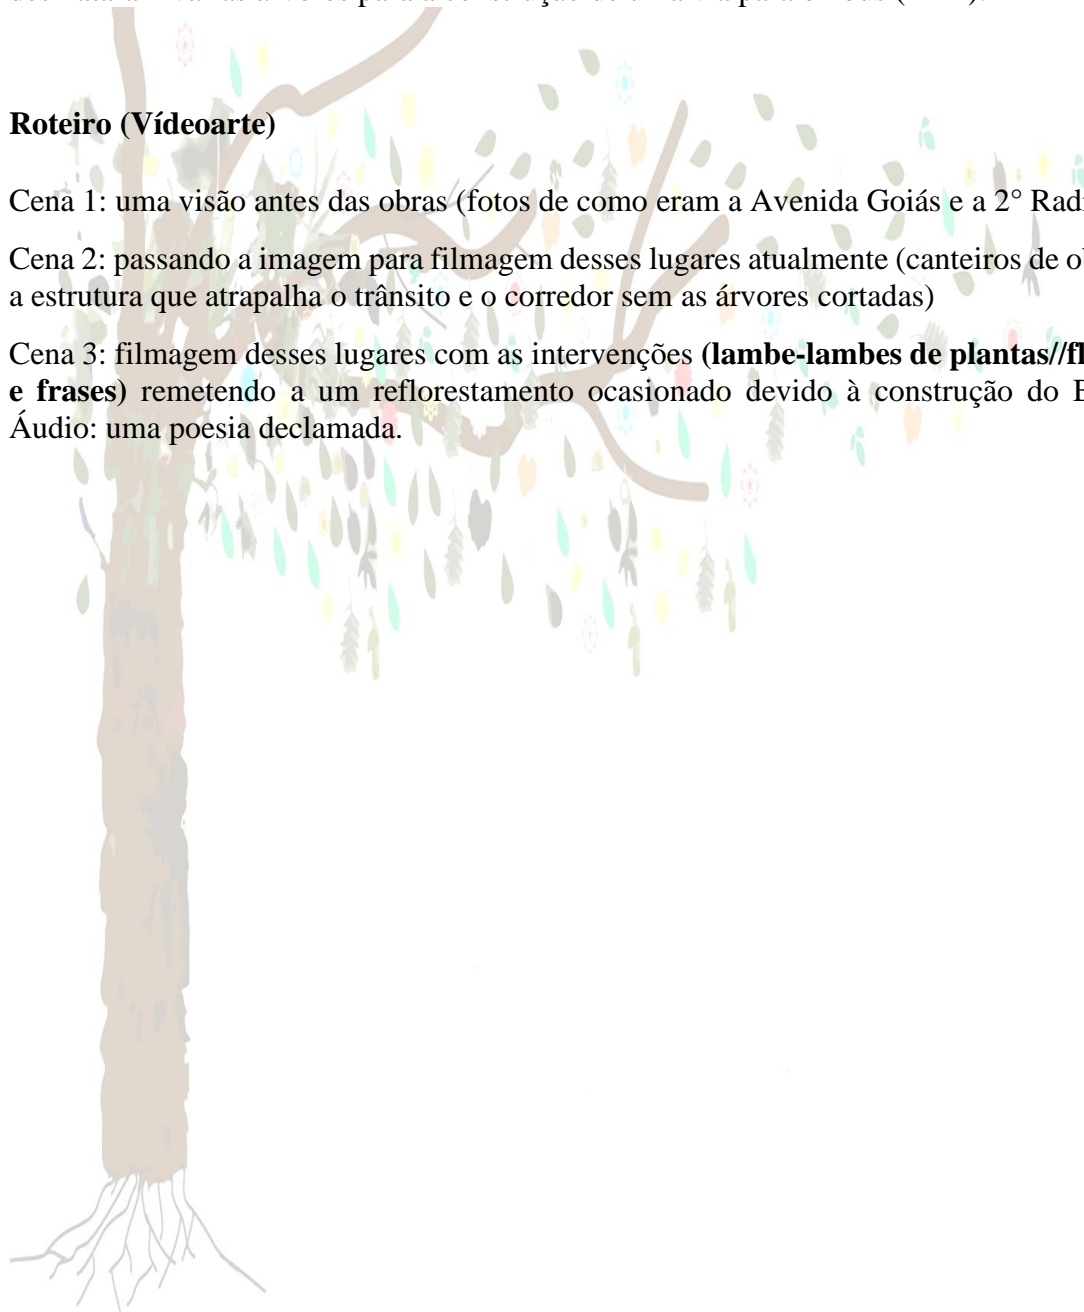 Roteiro (Vídeoarte)
Cena 1: uma visão antes das obras (fotos de como eram a Avenida Goiás e a 2° Rad
Cena 2: passando a imagem para filmagem desses lugares atualmente (canteiros de o
a estrutura que atrapalha o trânsito e o corredor sem as árvores cortadas)
Cena 3: filmagem desses lugares com as intervenções (lambe-lambes de plantas//fl
e frases) remetendo a um reflorestamento ocasionado devido à construção do
Áudio: uma poesia declamada.